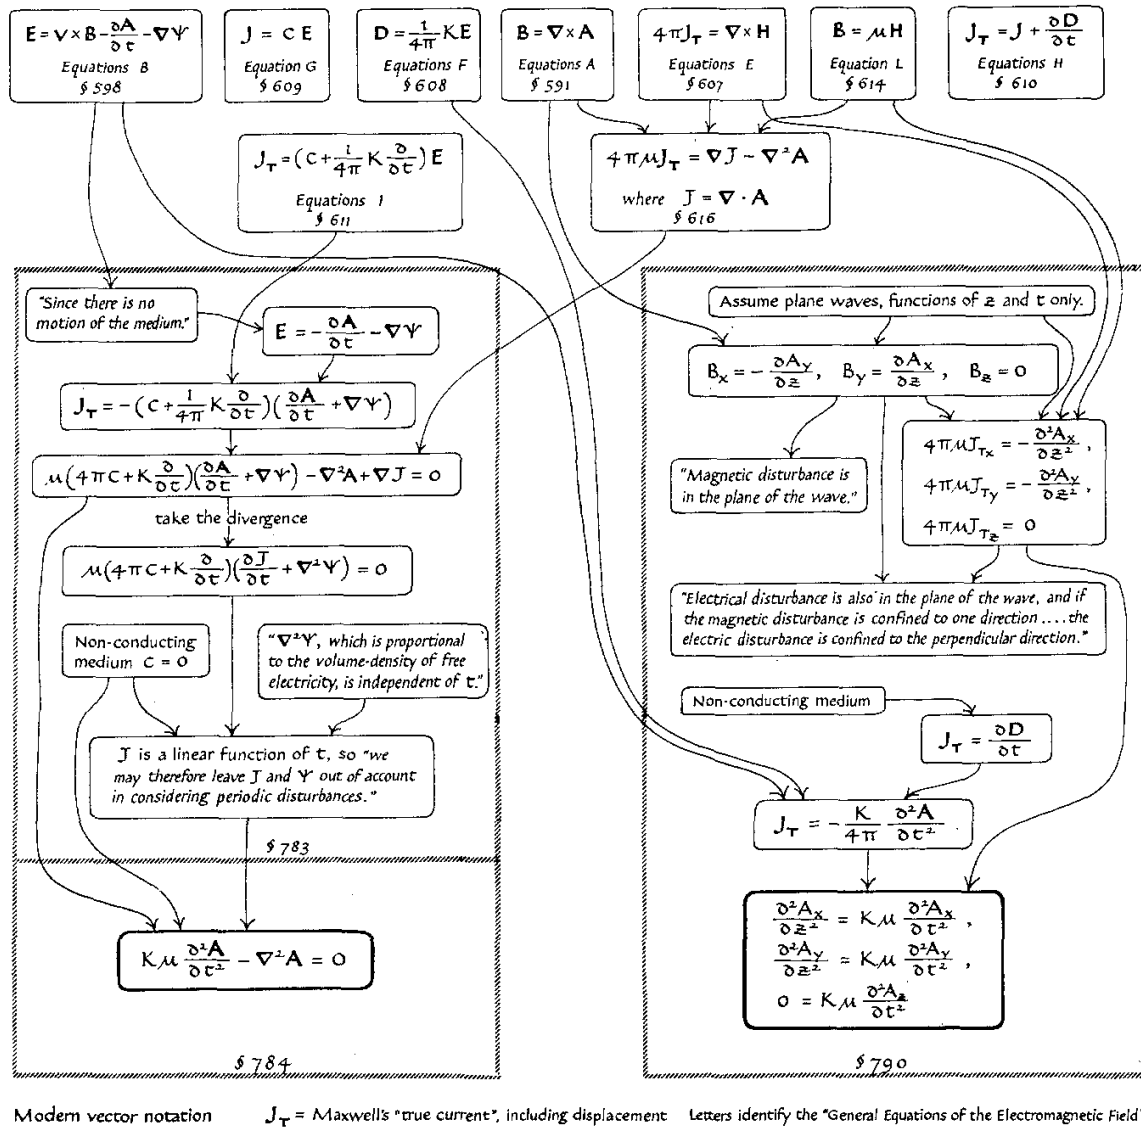 E = v × B − ∂A/∂t − ∇Ψ
Equations B
§ 598
J = C E
Equation G
§ 609
D = 1/4π KE
Equations F
§ 608
B = ∇ × A
Equations A
§ 591
4πJ_T = ∇ × H
Equations E
§ 607
B = μH
Equation L
§ 614
J_T = J + ∂D/∂t
Equations H
§ 610
J_T = (C + 1/4π K ∂/∂t) E
Equations I
§ 611
4πμJ_T = ∇J − ∇²A
where J = ∇ · A
§ 616
"Since there is no
motion of the medium."
E = − ∂A/∂t − ∇Ψ
J_T = −(C + 1/4π K ∂/∂t)(∂A/∂t + ∇Ψ)
μ(4πC + K ∂/∂t)(∂A/∂t + ∇Ψ) − ∇²A + ∇J = 0
take the divergence
μ(4πC + K ∂/∂t)(∂J/∂t + ∇²Ψ) = 0
Non-conducting
medium C = 0
"∇²Ψ, which is proportional
to the volume-density of free
electricity, is independent of t."
J is a linear function of t, so "we
may therefore leave J and Ψ out of account
in considering periodic disturbances."
§ 783
Kμ ∂²A/∂t² − ∇²A = 0
§ 784
Assume plane waves, functions of z and t only.
B_x = − ∂A_y/∂z , B_y = ∂A_x/∂z , B_z = 0
"Magnetic disturbance is
in the plane of the wave."
4πμJ_Tx = − ∂²A_x/∂z² ,
4πμJ_Ty = − ∂²A_y/∂z² ,
4πμJ_Tz = 0
"Electrical disturbance is also in the plane of the wave, and if
the magnetic disturbance is confined to one direction .... the
electric disturbance is confined to the perpendicular direction."
Non-conducting medium
J_T = ∂D/∂t
J_T = − K/4π ∂²A/∂t²
∂²A_x/∂z² = Kμ ∂²A_x/∂t² ,
∂²A_y/∂z² = Kμ ∂²A_y/∂t² ,
0 = Kμ ∂²A_z/∂t²
§ 790
Modern vector notation J_T = Maxwell's "true current", including displacement Letters identify the "General Equations of the Electromagnetic Field"